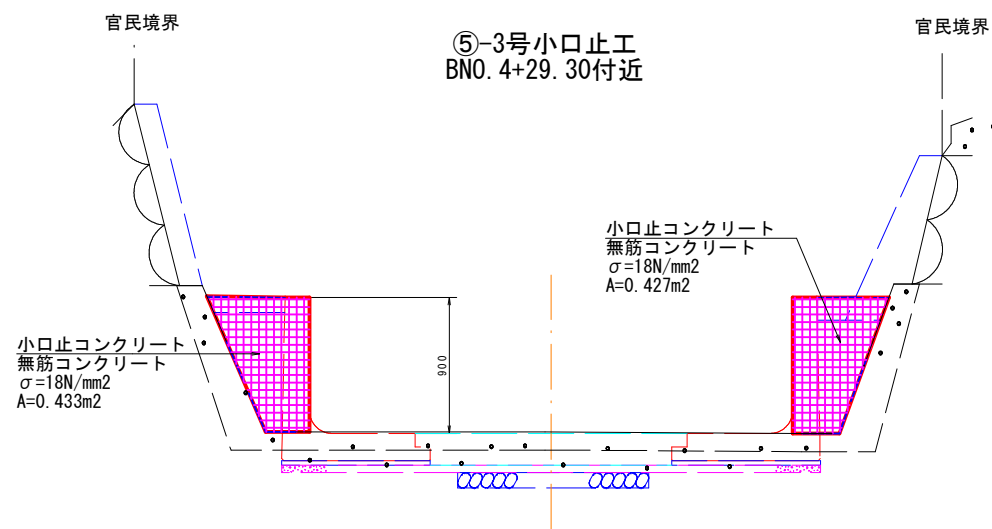 官民境界
官民境界
⑤-3号小口止工
BNO.4+29.30付近
小口止コンクリート
無筋コンクリート
σ=18N/mm2
A=0.427m2
900
小口止コンクリート
無筋コンクリート
σ=18N/mm2
A=0.433m2